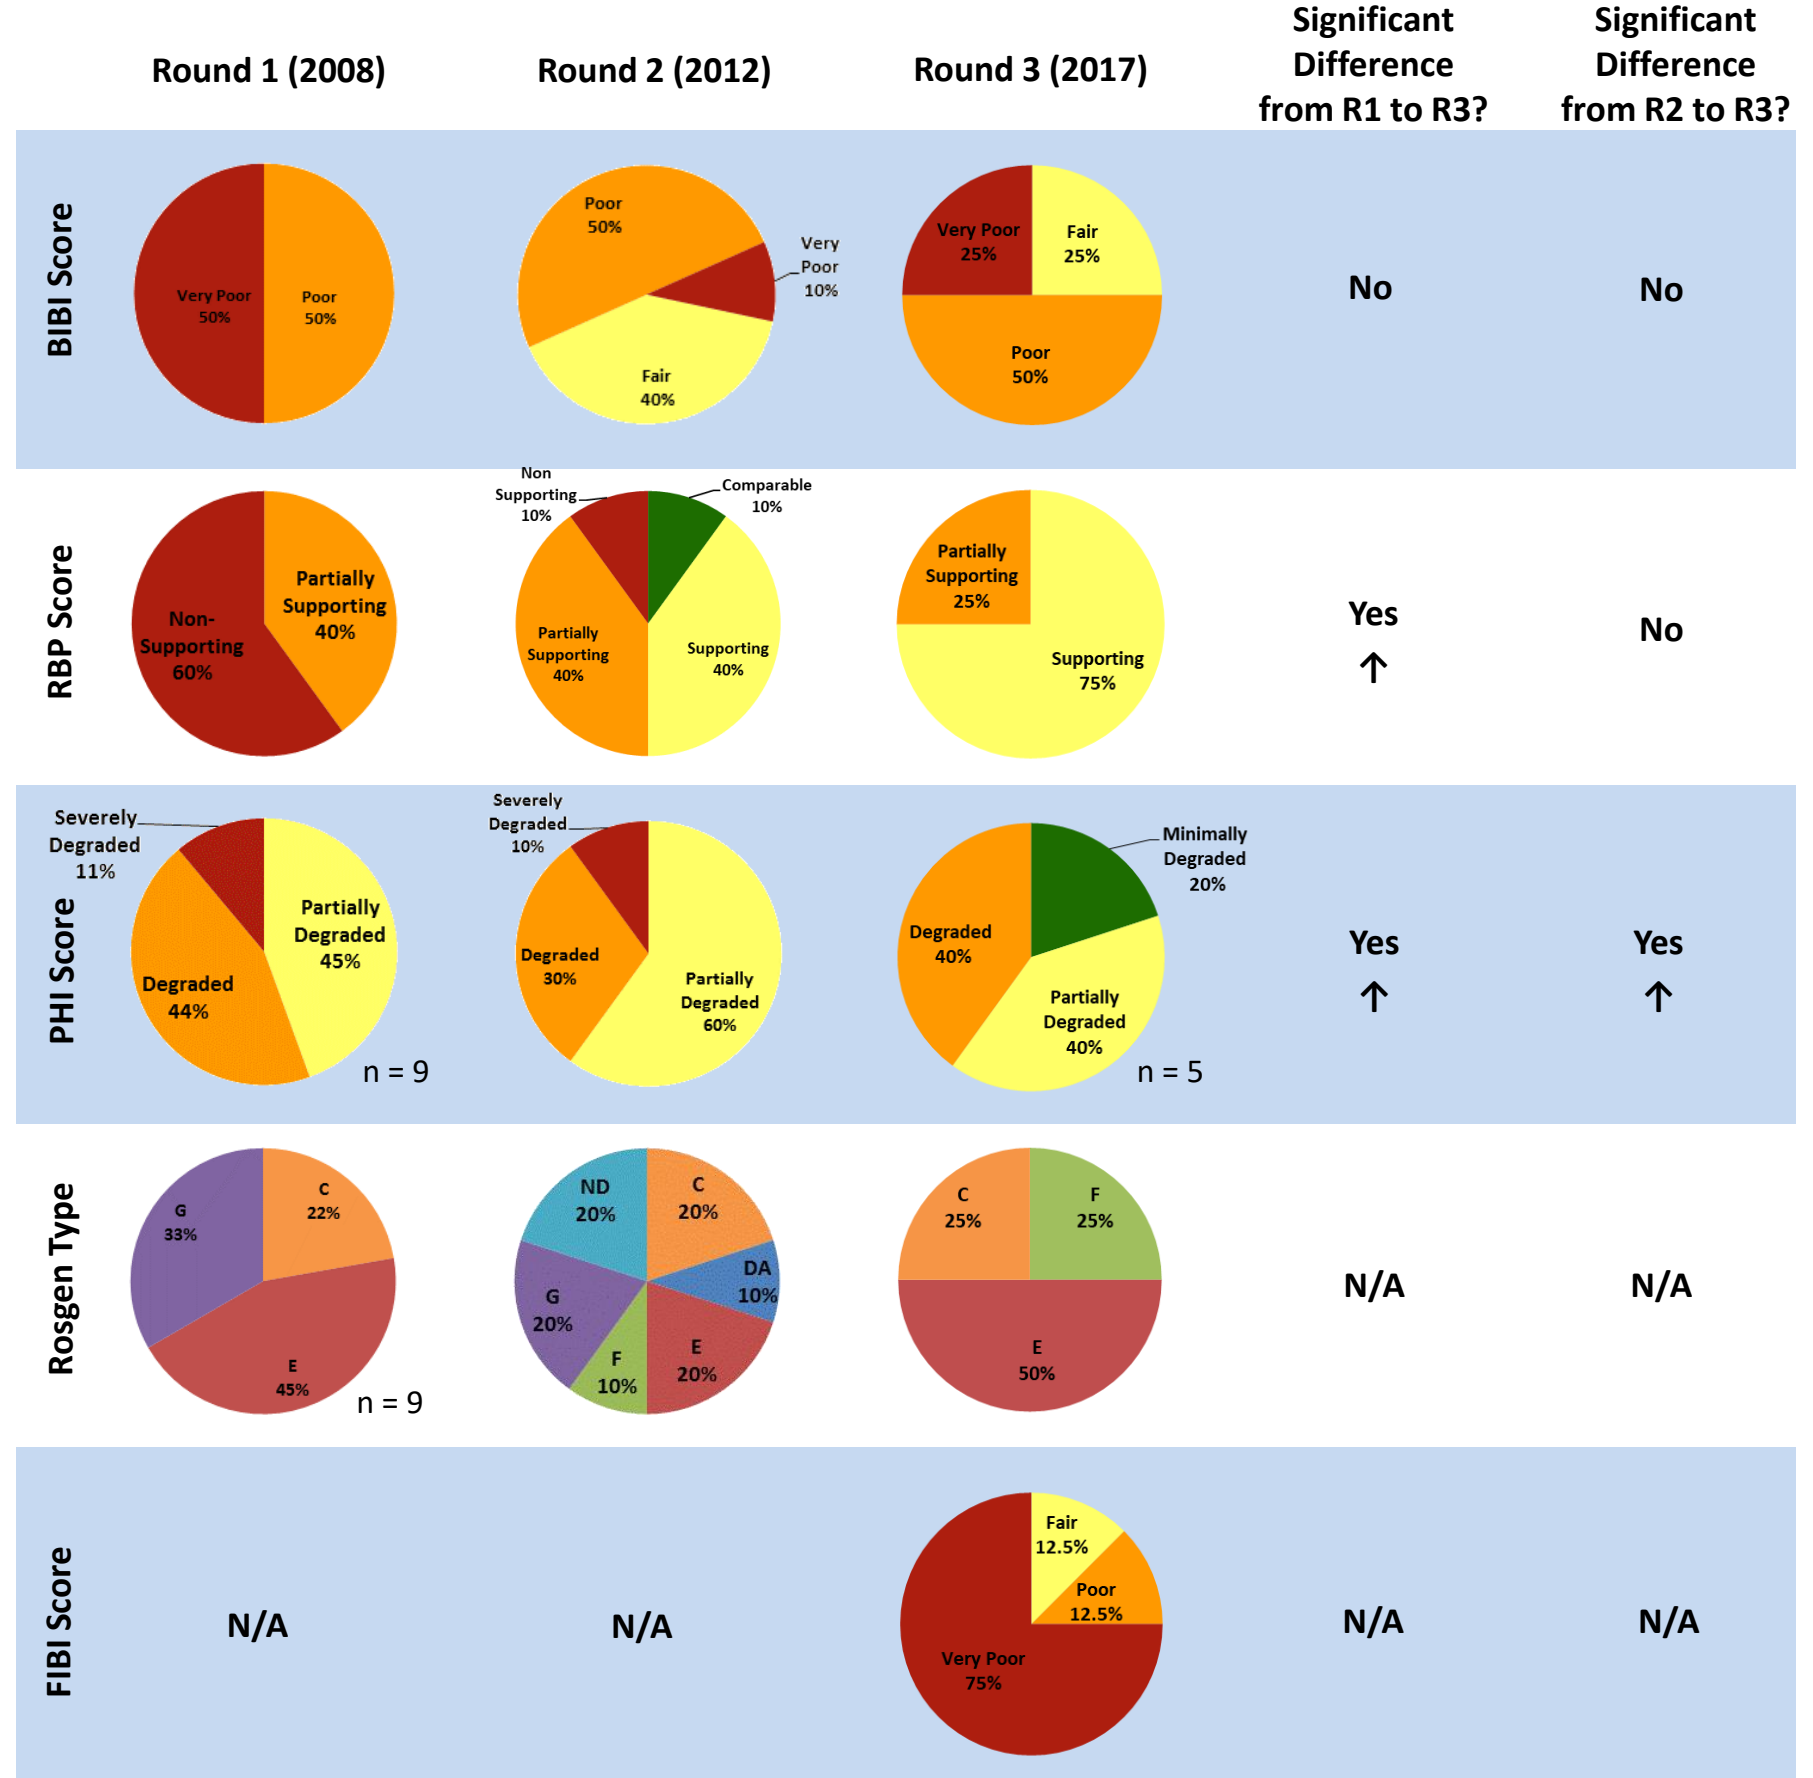 Round 1 (2008)
Round 2 (2012)
Round 3 (2017)
Significant
Difference
from R1 to R3?
Significant
Difference
from R2 to R3?
BIBI Score
Very Poor
50%
Poor
50%
Poor
50%
Very
Poor
10%
Fair
40%
Very Poor
25%
Fair
25%
Poor
50%
No
No
RBP Score
Non-
Supporting
60%
Partially
Supporting
40%
Non
Supporting
10%
Comparable
10%
Partially
Supporting
40%
Supporting
40%
Partially
Supporting
25%
Supporting
75%
Yes
↑
No
PHI Score
Severely
Degraded
11%
Partially
Degraded
45%
Degraded
44%
n = 9
Severely
Degraded
10%
Degraded
30%
Partially
Degraded
60%
Minimally
Degraded
20%
Degraded
40%
Partially
Degraded
40%
n = 5
Yes
↑
Yes
↑
Rosgen Type
G
33%
C
22%
E
45%
n = 9
ND
20%
C
20%
DA
10%
G
20%
F
10%
E
20%
C
25%
F
25%
E
50%
N/A
N/A
FIBI Score
N/A
N/A
Fair
12.5%
Poor
12.5%
Very Poor
75%
N/A
N/A